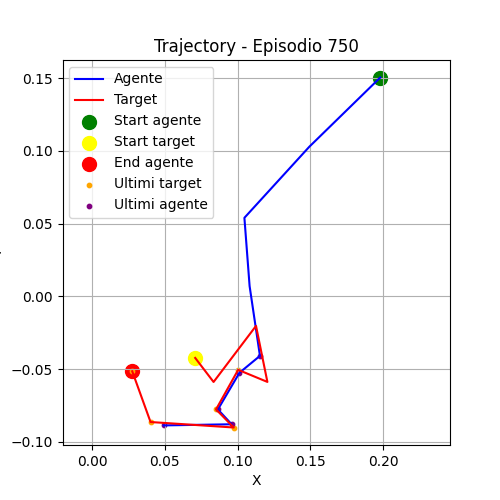 Trajectory - Episodio 750
Agente
Target
Start agente
Start target
End agente
Ultimi target
Ultimi agente
0.15
0.10
0.05
0.00
−0.05
−0.10
0.00
0.05
0.10
0.15
0.20
X